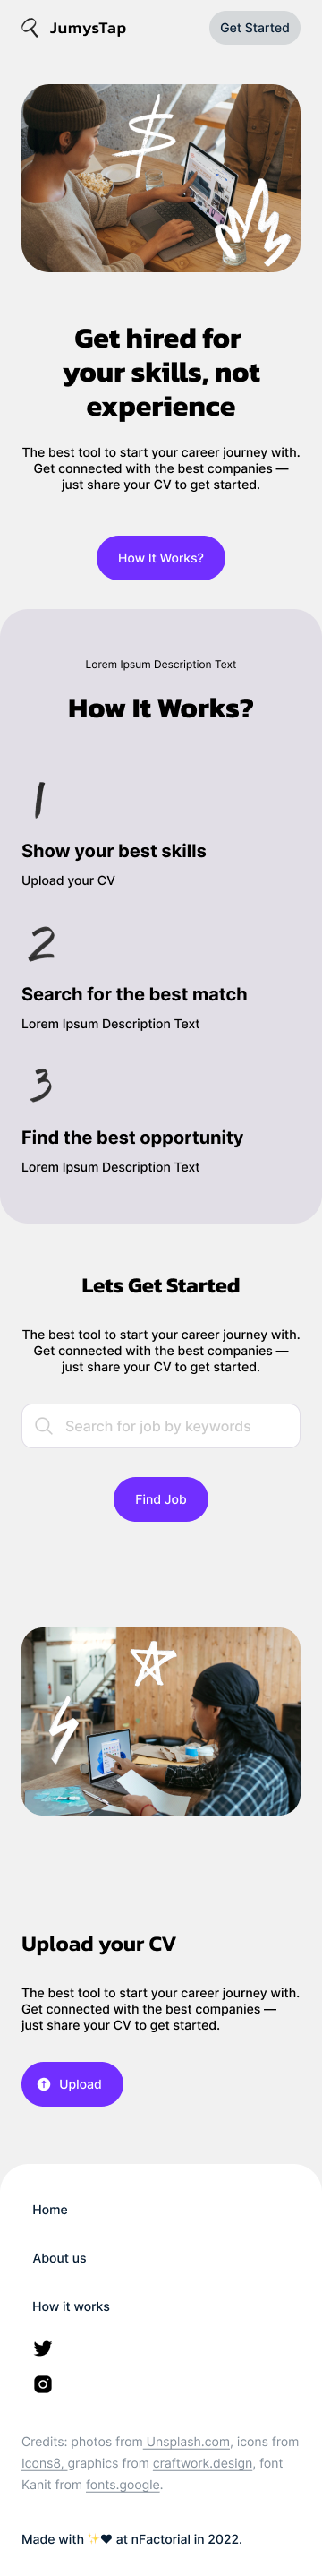 JumysTap
Get Started
Get hired for
your skills, not
experience
The best tool to start your career journey with.
Get connected with the best companies —
just share your CV to get started.
How It Works?
Lorem Ipsum Description Text
How It Works?
1
Show your best skills
Upload your CV
2
Search for the best match
Lorem Ipsum Description Text
3
Find the best opportunity
Lorem Ipsum Description Text
Lets Get Started
The best tool to start your career journey with.
Get connected with the best companies —
just share your CV to get started.
Search for job by keywords
Find Job
Upload your CV
The best tool to start your career journey with.
Get connected with the best companies —
just share your CV to get started.
Upload
Home
About us
How it works
Credits: photos from Unsplash.com, icons from
Icons8, graphics from craftwork.design, font
Kanit from fonts.google.
Made with ✨❤ at nFactorial in 2022.